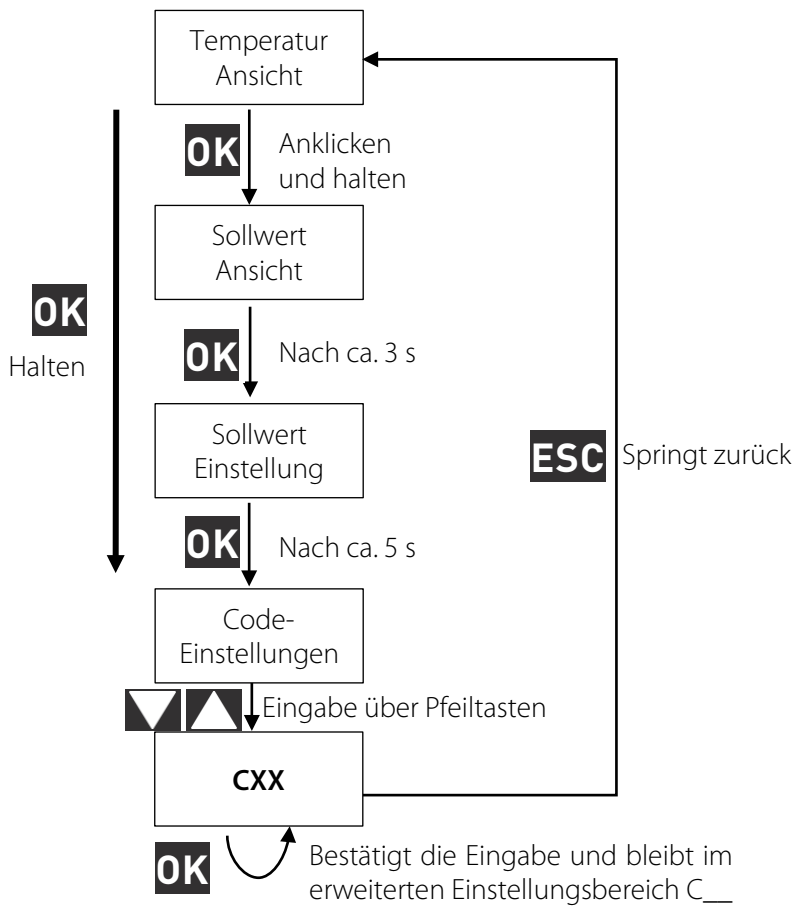 Temperatur
Ansicht
OK
Anklicken
und halten
Sollwert
Ansicht
OK
Halten
OK
Nach ca. 3 s
Sollwert
Einstellung
ESC
Springt zurück
OK
Nach ca. 5 s
Code-
Einstellungen
Eingabe über Pfeiltasten
CXX
OK
Bestätigt die Eingabe und bleibt im
erweiterten Einstellungsbereich C__